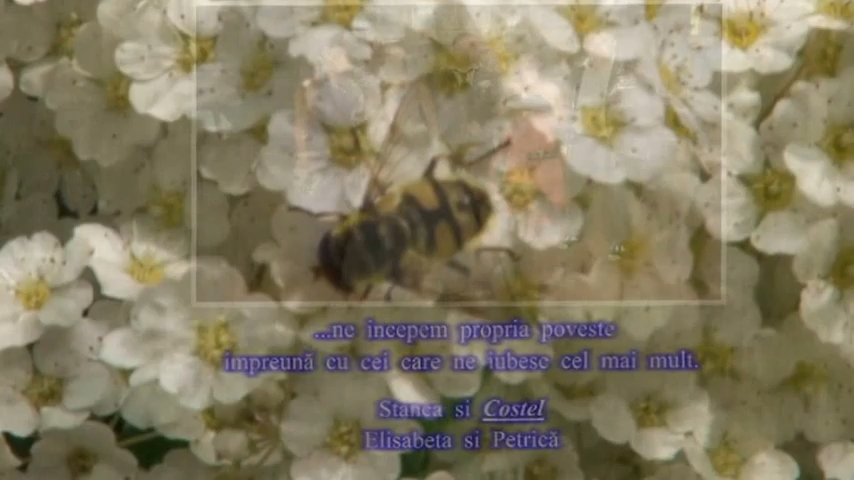 ...ne incepem propria poveste
impreună cu cei care ne iubesc cel mai mult.
Stanca si Costel
Elisabeta si Petrică